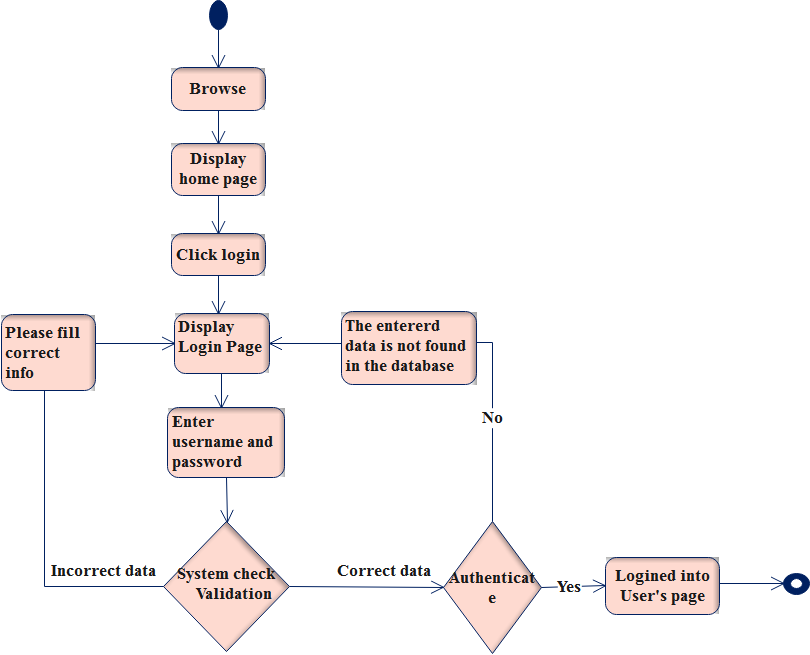 Browse
Display
home page
Click login
Please fill
correct
info
Display
Login Page
The entererd
data is not found
in the database
Enter
username and
password
No
Incorrect data
System check
Validation
Correct data
Authenticat
e
Yes
Logined into
User's page